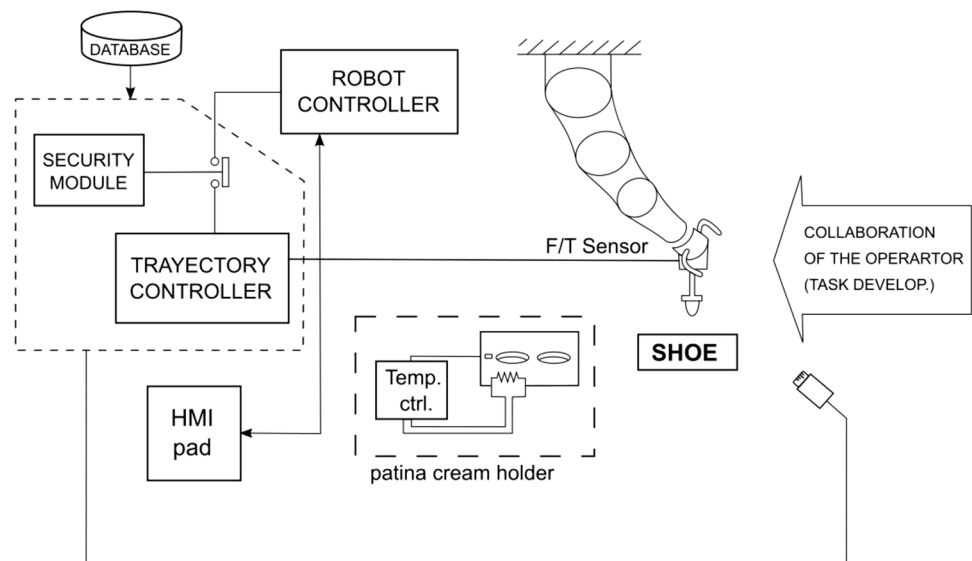 DATABASE
ROBOT
CONTROLLER
SECURITY
MODULE
TRAYECTORY
CONTROLLER
F/T Sensor
COLLABORATION
OF THE OPERARTOR
(TASK DEVELOP.)
SHOE
Temp.
ctrl.
HMI
pad
patina cream holder